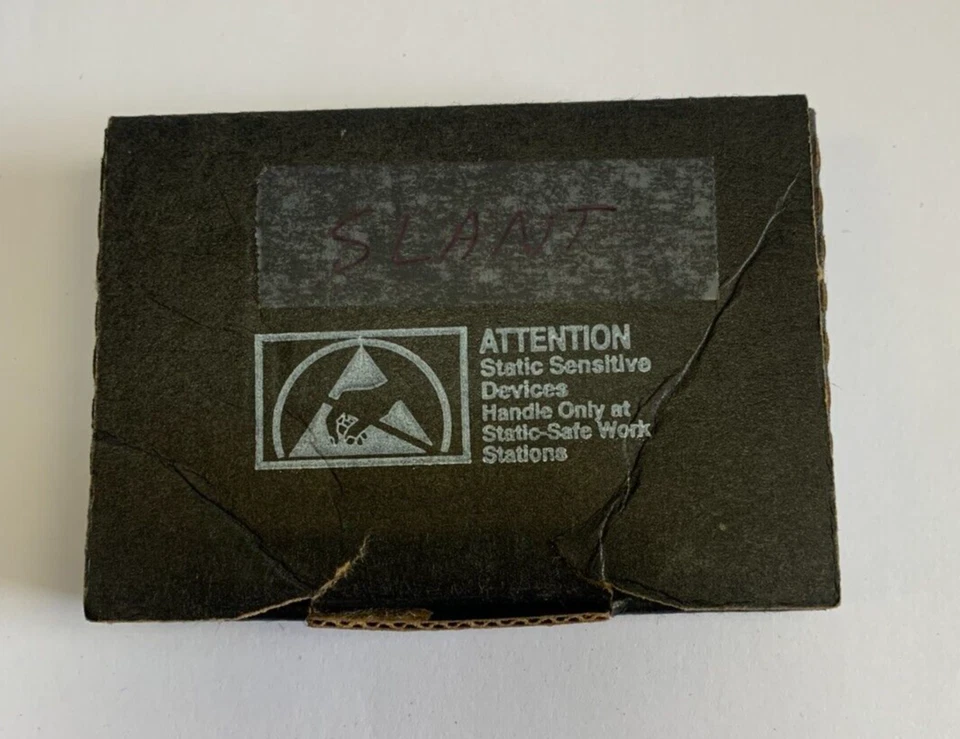 SLANT
ATTENTION
Static Sensitive
Devices
Handle Only at
Static-Safe Work
Stations